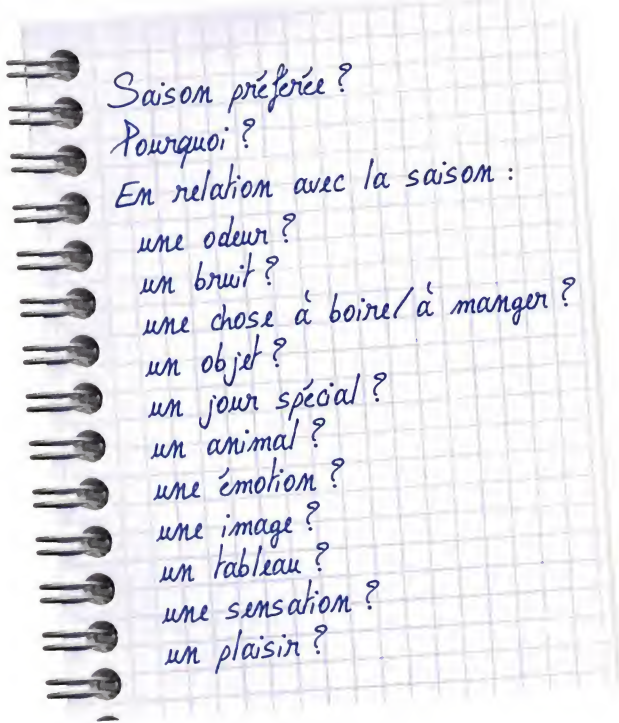 Saison préferée ?
Pourquoi ?
En relation avec la saison :
une odeur ?
un bruit ?
une chose à boire/à manger ?
un objet ?
un jour spécial ?
un animal ?
une émotion ?
une image ?
un tableau ?
une sensation ?
un plaisir ?